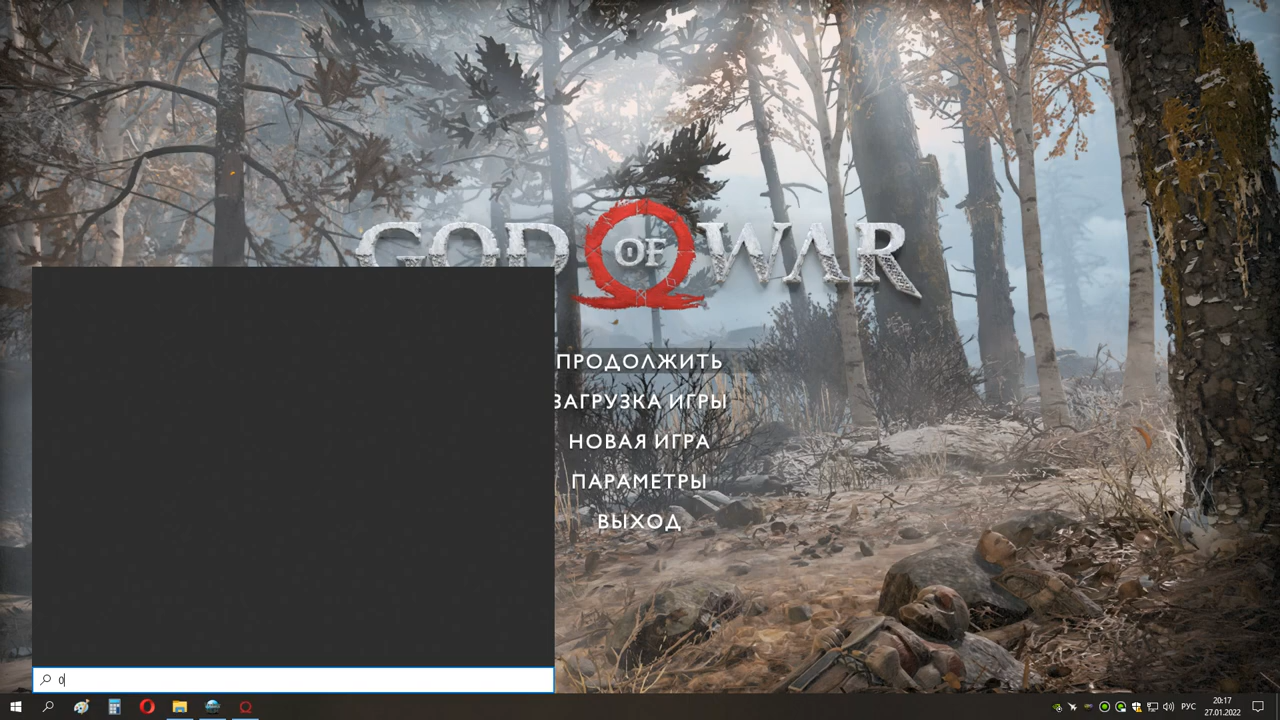 GOD OF WAR
ПРОДОЛЖИТЬ
ЗАГРУЗКА ИГРЫ
НОВАЯ ИГРА
ПАРАМЕТРЫ
ВЫХОД
0
РУС
20:17
27.01.2022